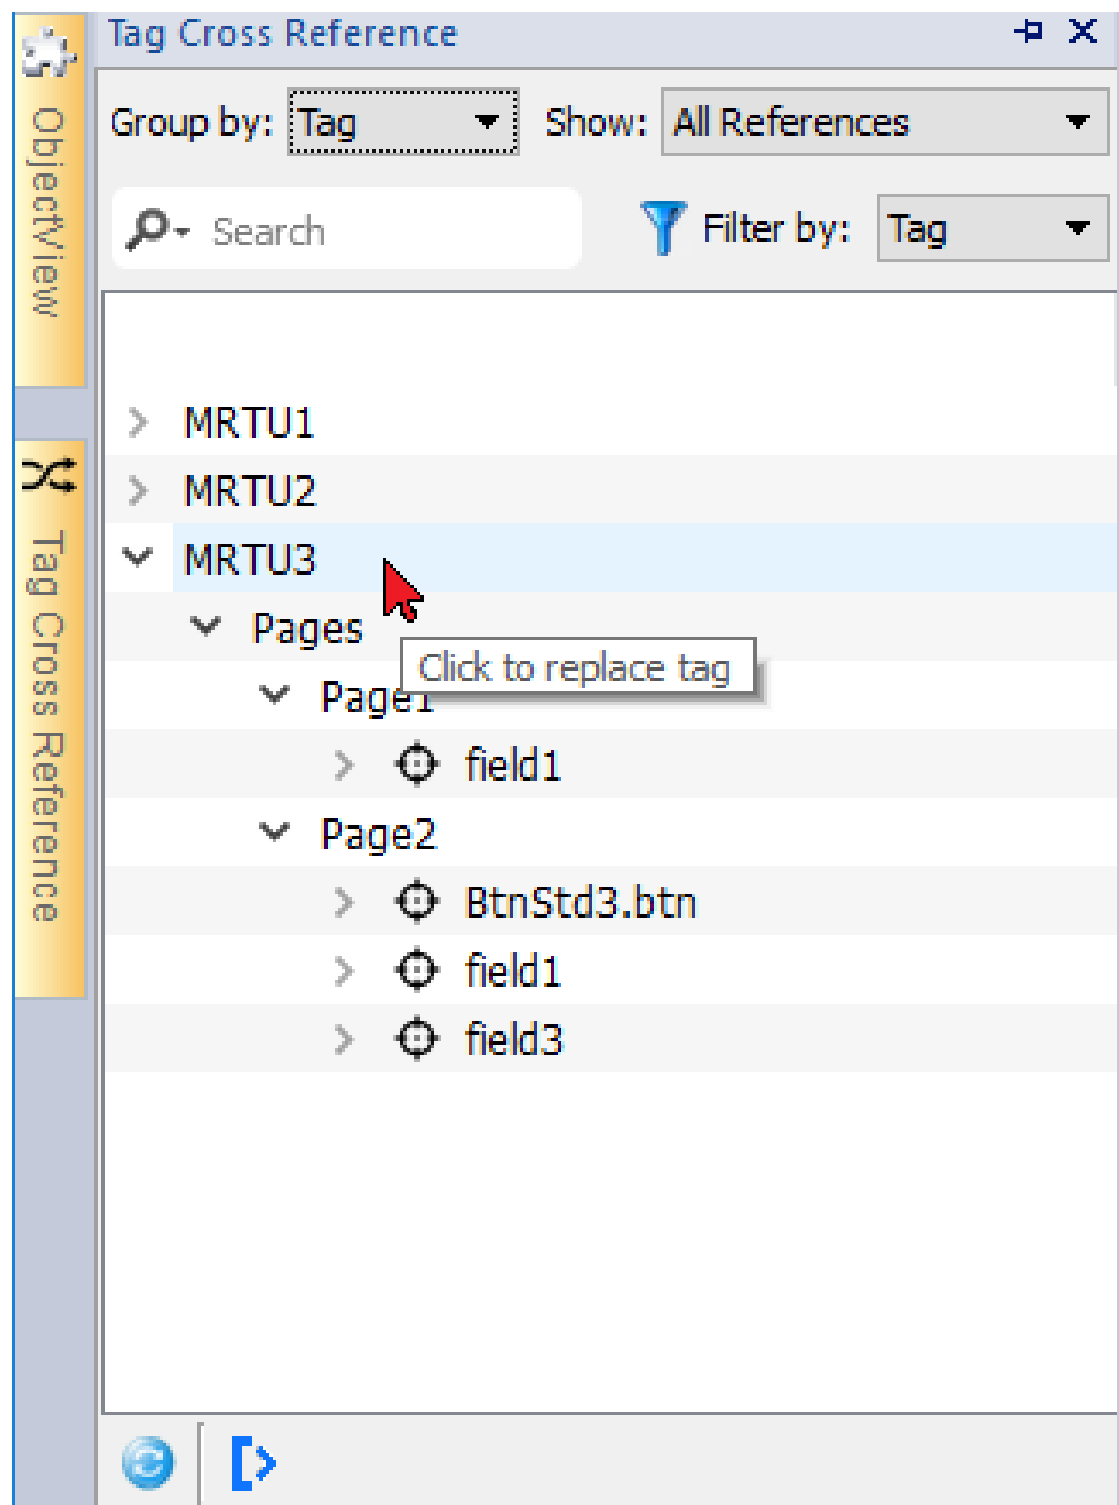 Tag Cross Reference
Group by: Tag Show: All References
Search Filter by: Tag
ObjectView
Tag Cross Reference
MRTU1
MRTU2
MRTU3
Pages
Click to replace tag
Page1
field1
Page2
BtnStd3.btn
field1
field3